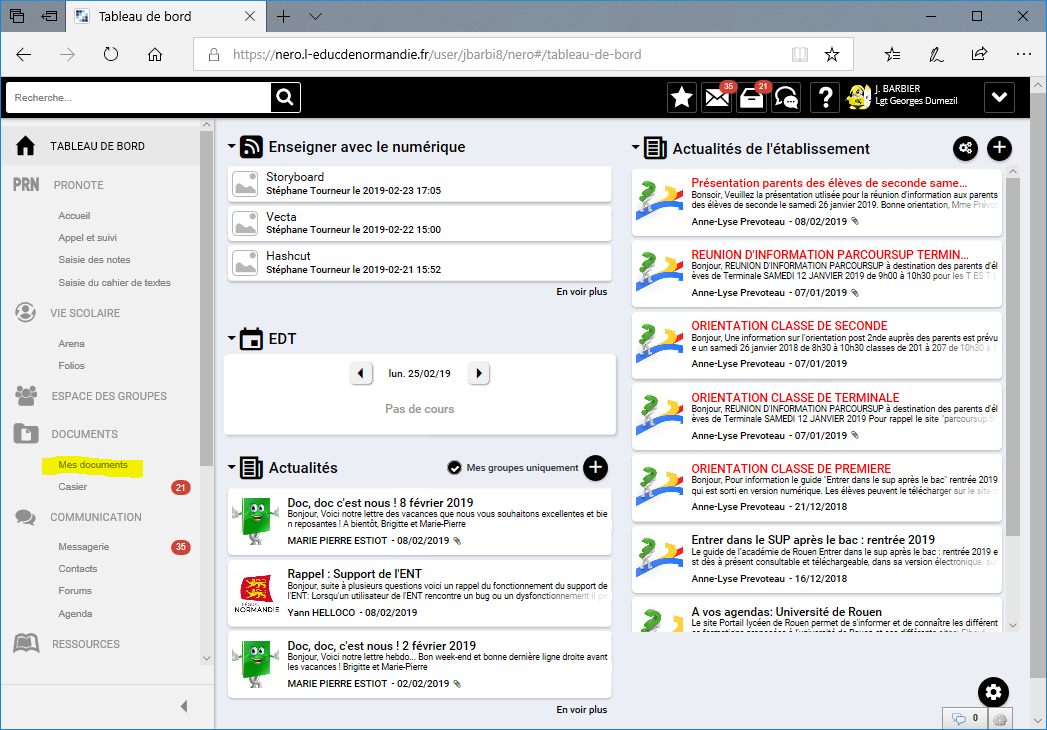 Tableau de bord
https://nero.l-educdenormandie.fr/user/jbarbi8/nero#/tableau-de-bord
Recherche...
35
21
?
J. BARBIER
Lgt Georges Dumezil
TABLEAU DE BORD
PRN PRONOTE
Accueil
Appel et suivi
Saisie des notes
Saisie du cahier de textes
VIE SCOLAIRE
Arena
Folios
ESPACE DES GROUPES
DOCUMENTS
Mes documents
Casier 21
COMMUNICATION
Messagerie 35
Contacts
Forums
Agenda
RESSOURCES
Enseigner avec le numérique
Storyboard
Stéphane Tourneur le 2019-02-23 17:05
Vecta
Stéphane Tourneur le 2019-02-22 15:00
Hashcut
Stéphane Tourneur le 2019-02-21 15:52
En voir plus
EDT
lun. 25/02/19
Pas de cours
Actualités
Mes groupes uniquement
Doc, doc c'est nous ! 8 février 2019
Bonjour, Voici notre lettre des vacances que nous vous souhaitons excellentes et bie
n reposantes ! A bientôt, Brigitte et Marie-Pierre
MARIE PIERRE ESTIOT - 08/02/2019
NORMANDIE
Rappel : Support de l'ENT
Bonjour, suite à plusieurs questions voici un rappel du fonctionnement du support de
l'ENT: Lorsqu'un utilisateur de l'ENT rencontre un bug ou un dysfonctionnement il pe
Yann HELLOCO - 08/02/2019
Doc, doc, c'est nous ! 2 février 2019
Bonjour, Voici notre lettre hebdo... Bon week-end et bonne dernière ligne droite avant
les vacances ! Brigitte et Marie-Pierre
MARIE PIERRE ESTIOT - 02/02/2019
En voir plus
Actualités de l'établissement
Présentation parents des élèves de seconde same...
Bonsoir, Veuillez la présentation utlisée pour la réunion d'information aux parents
des élèves de seconde le samedi 26 janvier 2019. Bonne orientation, Mme Prévot
Anne-Lyse Prevoteau - 08/02/2019
REUNION D'INFORMATION PARCOURSUP TERMIN...
Bonjour, REUNION D'INFORMATION PARCOURSUP à destination des parents d'él
èves de Terminale SAMEDI 12 JANVIER 2019 de 9h00 à 10h30 pour les T ES T L
Anne-Lyse Prevoteau - 07/01/2019
ORIENTATION CLASSE DE SECONDE
Bonjour, Une information sur l'orientation post 2nde auprès des parents est prévu
e un samedi 26 janvier 2018 de 8h30 à 10h30 classes de 201 à 207 de 10h30 à
Anne-Lyse Prevoteau - 07/01/2019
ORIENTATION CLASSE DE TERMINALE
Bonjour, REUNION D'INFORMATION PARCOURSUP à destination des parents d'él
èves de Terminale SAMEDI 12 JANVIER 2019 Pour rappel le site "parcoursup.f
Anne-Lyse Prevoteau - 07/01/2019
ORIENTATION CLASSE DE PREMIERE
Bonjour, Pour information le guide "Entrer dans le sup après le bac" rentrée 2019
qui est sorti en version numérique. Les élèves peuvent le télécharger sur le site
Anne-Lyse Prevoteau - 21/12/2018
Entrer dans le SUP après le bac : rentrée 2019
Le guide de l'académie de Rouen Entrer dans le sup après le bac : rentrée 2019 e
st dès à présent consultable et téléchargeable, dans sa version électronique, sur
Anne-Lyse Prevoteau - 16/12/2018
A vos agendas: Université de Rouen
Le site Portail lycéen de Rouen permet de s'informer et de connaître les différent
0